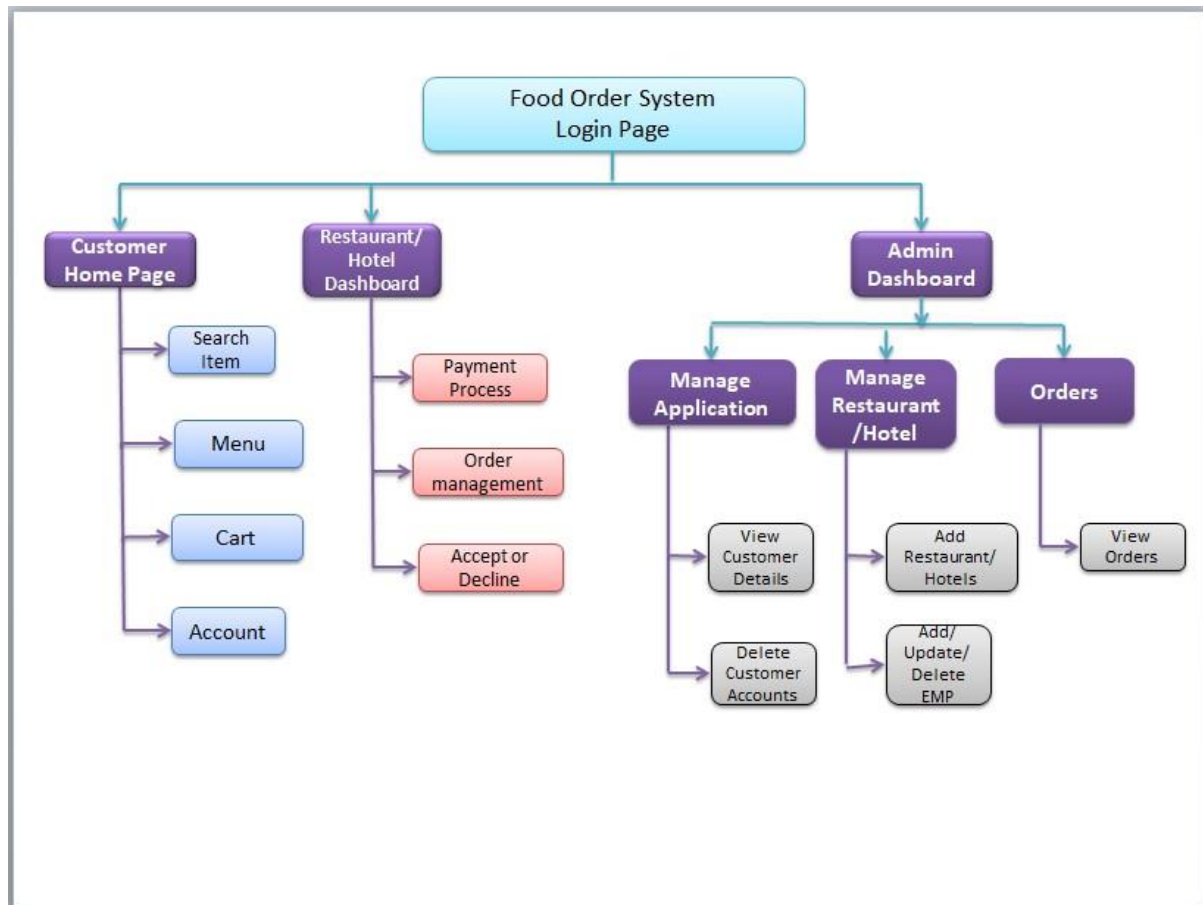 Food Order System
Login Page
Customer
Home Page
Restaurant/
Hotel
Dashboard
Admin
Dashboard
Search
Item
Menu
Cart
Account
Payment
Process
Order
management
Accept or
Decline
Manage
Application
Manage
Restaurant
/Hotel
Orders
View
Customer
Details
Delete
Customer
Accounts
Add
Restaurant/
Hotels
Add/
Update/
Delete
EMP
View
Orders